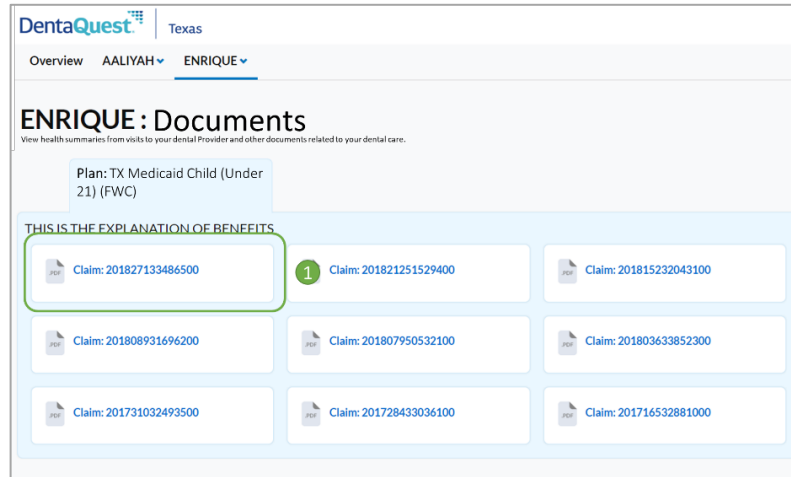 DentaQuest. Texas
Overview AALIYAH ENRIQUE
ENRIQUE : Documents
View health summaries from visits to your dental Provider and other documents related to your dental care.
Plan: TX Medicaid Child (Under
21) (FWC)
THIS IS THE EXPLANATION OF BENEFITS
.PDF Claim: 201827133486500 1 Claim: 201821251529400 .PDF Claim: 201815232043100
.PDF Claim: 201808931696200 .PDF Claim: 201807950532100 .PDF Claim: 201803633852300
.PDF Claim: 201731032493500 .PDF Claim: 201728433036100 .PDF Claim: 201716532881000